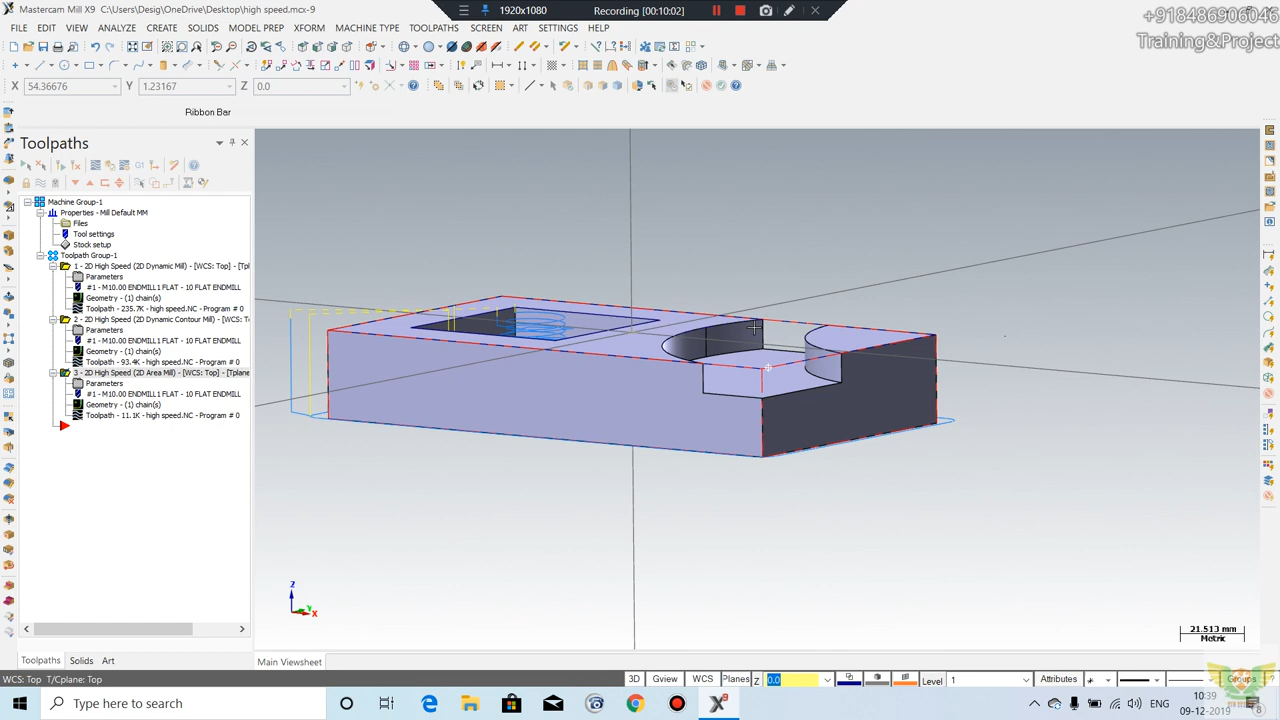 Mastercam Mill X9 - C:\Users\Desig\OneDrive\Desktop\high speed.mcx-9
1920x1080
Recording [00:10:02]
+918486906046
Training&Project
FILE EDIT VIEW ANALYZE CREATE SOLIDS MODEL PREP XFORM MACHINE TYPE TOOLPATHS SCREEN ART SETTINGS HELP
X 54.36676 Y 1.23167 Z 0.0
Ribbon Bar
Toolpaths
Machine Group-1
Properties - Mill Default MM
Files
Tool settings
Stock setup
Toolpath Group-1
1 - 2D High Speed (2D Dynamic Mill) - [WCS: Top] - [Tpl
Parameters
#1 - M10.00 ENDMILL1 FLAT - 10 FLAT ENDMILL
Geometry - (1) chain(s)
Toolpath - 235.7K - high speed.NC - Program # 0
2 - 2D High Speed (2D Dynamic Contour Mill) - [WCS: Top
Parameters
#1 - M10.00 ENDMILL1 FLAT - 10 FLAT ENDMILL
Geometry - (1) chain(s)
Toolpath - 93.4K - high speed.NC - Program # 0
3 - 2D High Speed (2D Area Mill) - [WCS: Top] - [Tplane
Parameters
#1 - M10.00 ENDMILL1 FLAT - 10 FLAT ENDMILL
Geometry - (1) chain(s)
Toolpath - 11.1K - high speed.NC - Program # 0
Z
Y
X
21.513 mm
Metric
Toolpaths Solids Art
Main Viewsheet
WCS: Top T/Cplane: Top
3D Gview WCS Planes Z 0.0 Level 1 Attributes Groups ?
Type here to search
ENG
10:39
09-12-2019
8